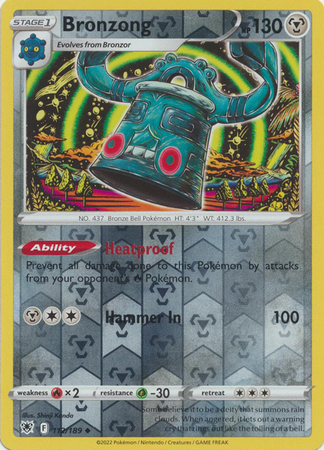 STAGE 1
Bronzong
HP 130
Evolves from Bronzor
NO. 437 Bronze Bell Pokémon HT: 4'3" WT: 412.3 lbs.
Ability Heatproof
Prevent all damage done to this Pokémon by attacks
from your opponent's Pokémon.
Hammer In 100
weakness ×2 resistance -30 retreat
Illus. Shinji Kanda
F 112/189
Some believe it to be a deity that summons rain
clouds. When angered, it lets out a warning
cry that rings out like the tolling of a bell.
©2022 Pokémon / Nintendo / Creatures / GAME FREAK